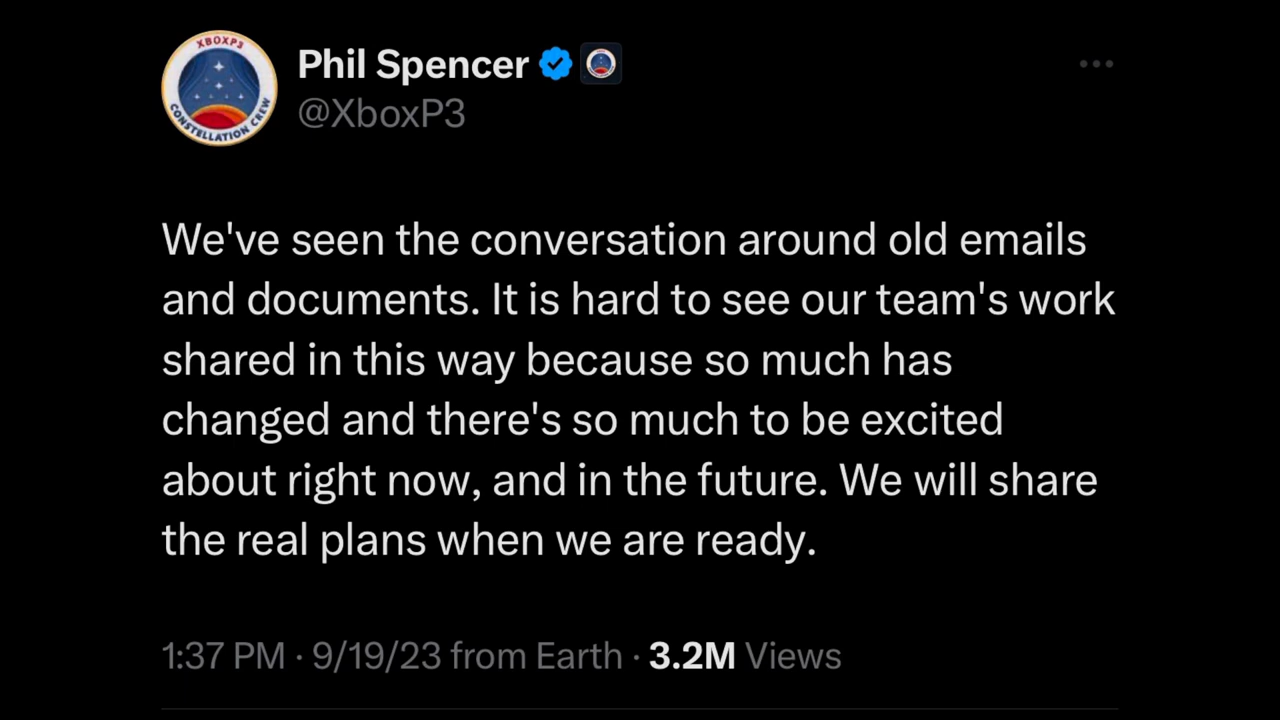 XBOXP3
CONSTELLATION CREW
Phil Spencer
@XboxP3
We've seen the conversation around old emails
and documents. It is hard to see our team's work
shared in this way because so much has
changed and there's so much to be excited
about right now, and in the future. We will share
the real plans when we are ready.
1:37 PM · 9/19/23 from Earth · 3.2M Views